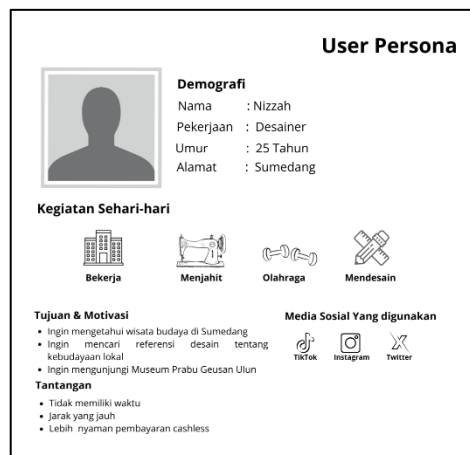 User Persona
Demografi
Nama : Nizzah
Pekerjaan : Desainer
Umur : 25 Tahun
Alamat : Sumedang
Kegiatan Sehari-hari
Bekerja Menjahit Olahraga Mendesain
Tujuan & Motivasi
• Ingin mengetahui wisata budaya di Sumedang
• Ingin mencari referensi desain tentang
kebudayaan lokal
• Ingin mengunjungi Museum Prabu Geusan Ulun
Media Sosial Yang digunakan
TikTok Instagram Twitter
Tantangan
• Tidak memiliki waktu
• Jarak yang jauh
• Lebih nyaman pembayaran cashless